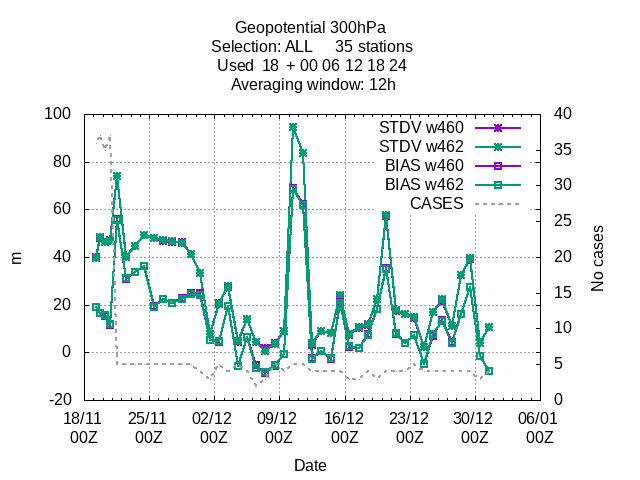 Geopotential 300hPa
Selection: ALL     35 stations
Used  18  + 00 06 12 18 24
Averaging window: 12h
100
80
60
40
20
0
-20
40
35
30
25
20
15
10
5
0
STDV w460
STDV w462
BIAS w460
BIAS w462
CASES
m
No cases
18/11 25/11 02/12 09/12 16/12 23/12 30/12 06/01
00Z 00Z 00Z 00Z 00Z 00Z 00Z 00Z
Date